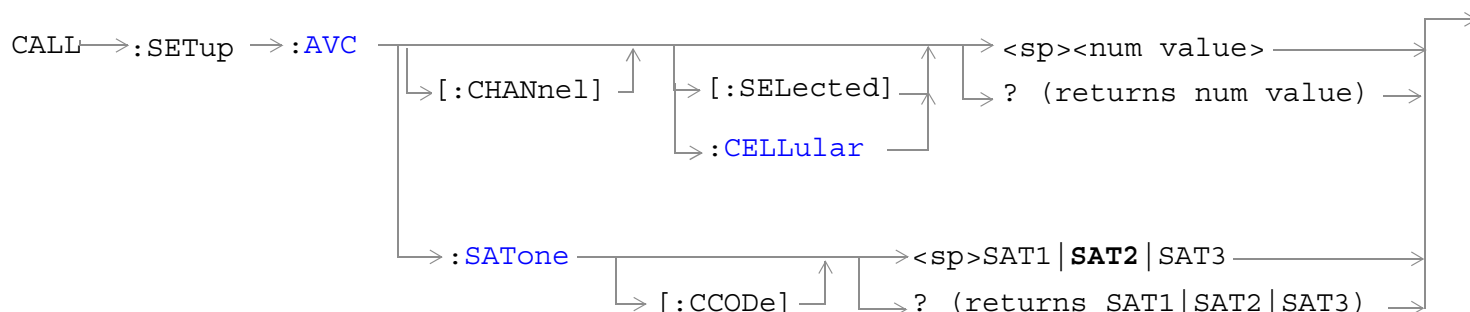 CALL :SETup :AVC <sp><num value>
[:CHANnel] [:SELected] ? (returns num value)
:CELLular
:SATone <sp>SAT1|SAT2|SAT3
[:CCODe] ? (returns SAT1|SAT2|SAT3)